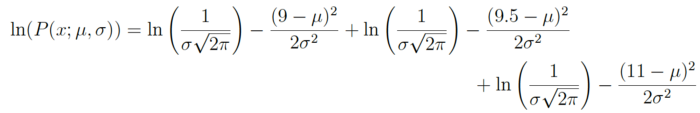 ln(P(x; μ, σ)) = ln(1/(σ√2π)) − (9 − μ)²/2σ² + ln(1/(σ√2π)) − (9.5 − μ)²/2σ²
+ ln(1/(σ√2π)) − (11 − μ)²/2σ²